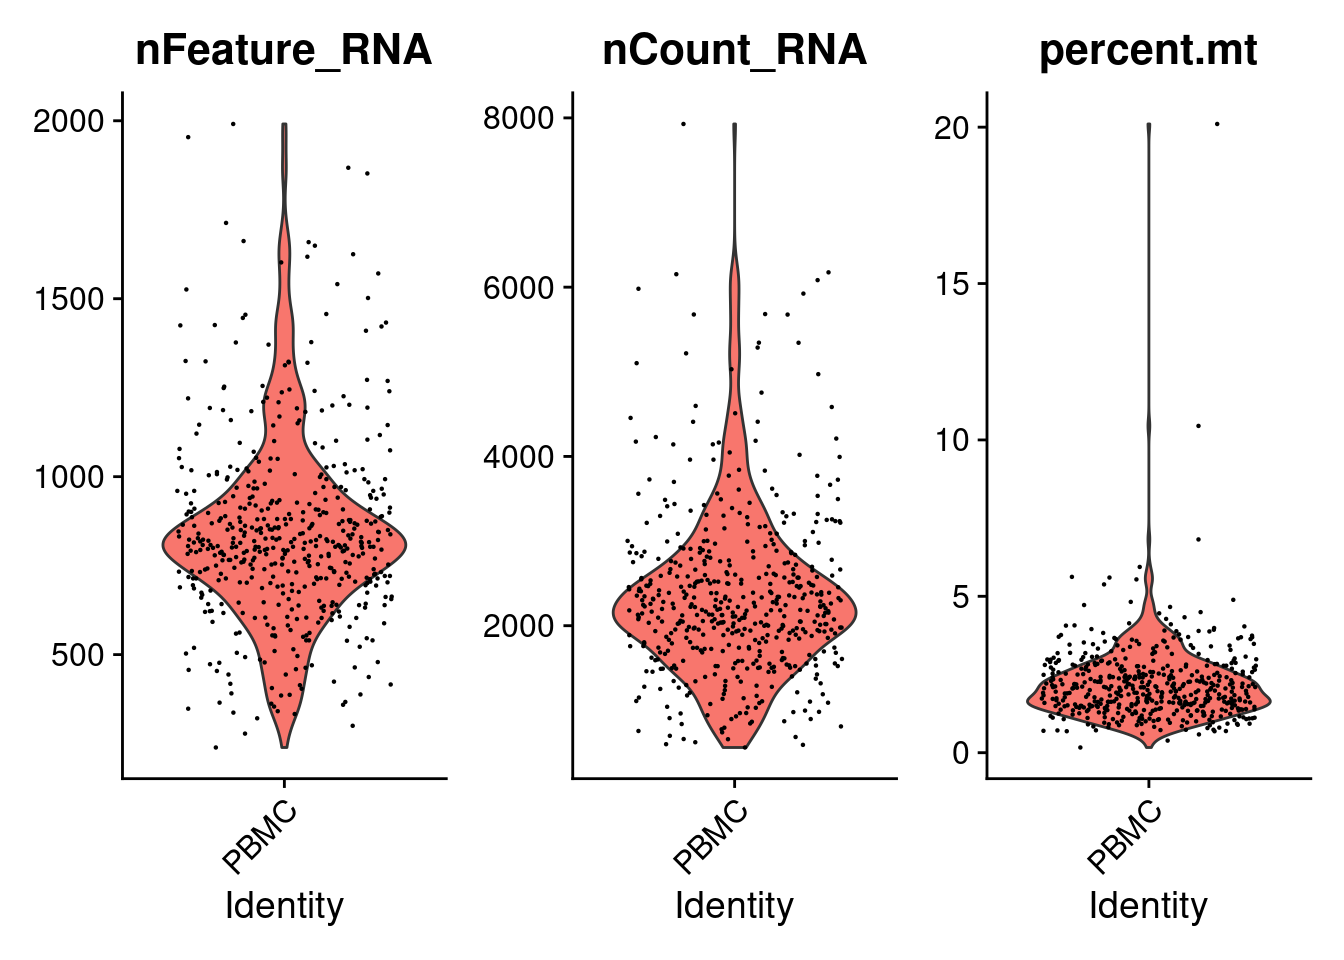 nFeature_RNA
2000
1500
1000
500
PBMC
Identity
nCount_RNA
8000
6000
4000
2000
PBMC
Identity
percent.mt
20
15
10
5
0
PBMC
Identity